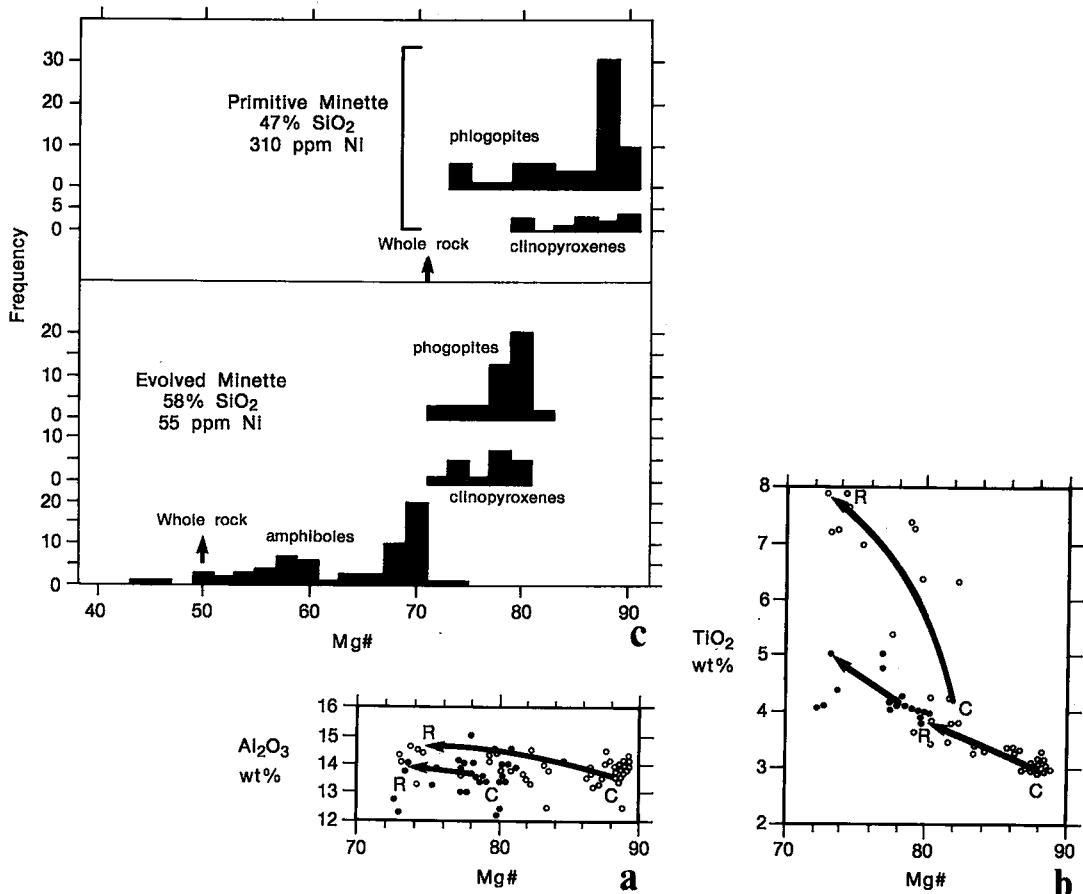 30
20
10
0
5
0
Primitive Minette
47% SiO2
310 ppm Ni
phlogopites
Whole rock
clinopyroxenes
Frequency
20
10
0
10
0
20
10
0
Evolved Minette
58% SiO2
55 ppm Ni
phogopites
clinopyroxenes
Whole rock
amphiboles
40 50 60 70 80 90
Mg#
c
16
15
14
13
12
Al2O3
wt%
R
R
C
C
70 80 90
Mg#
a
8
7
6
5
4
3
2
TiO2
wt%
R
C
R
C
70 80 90
Mg#
b